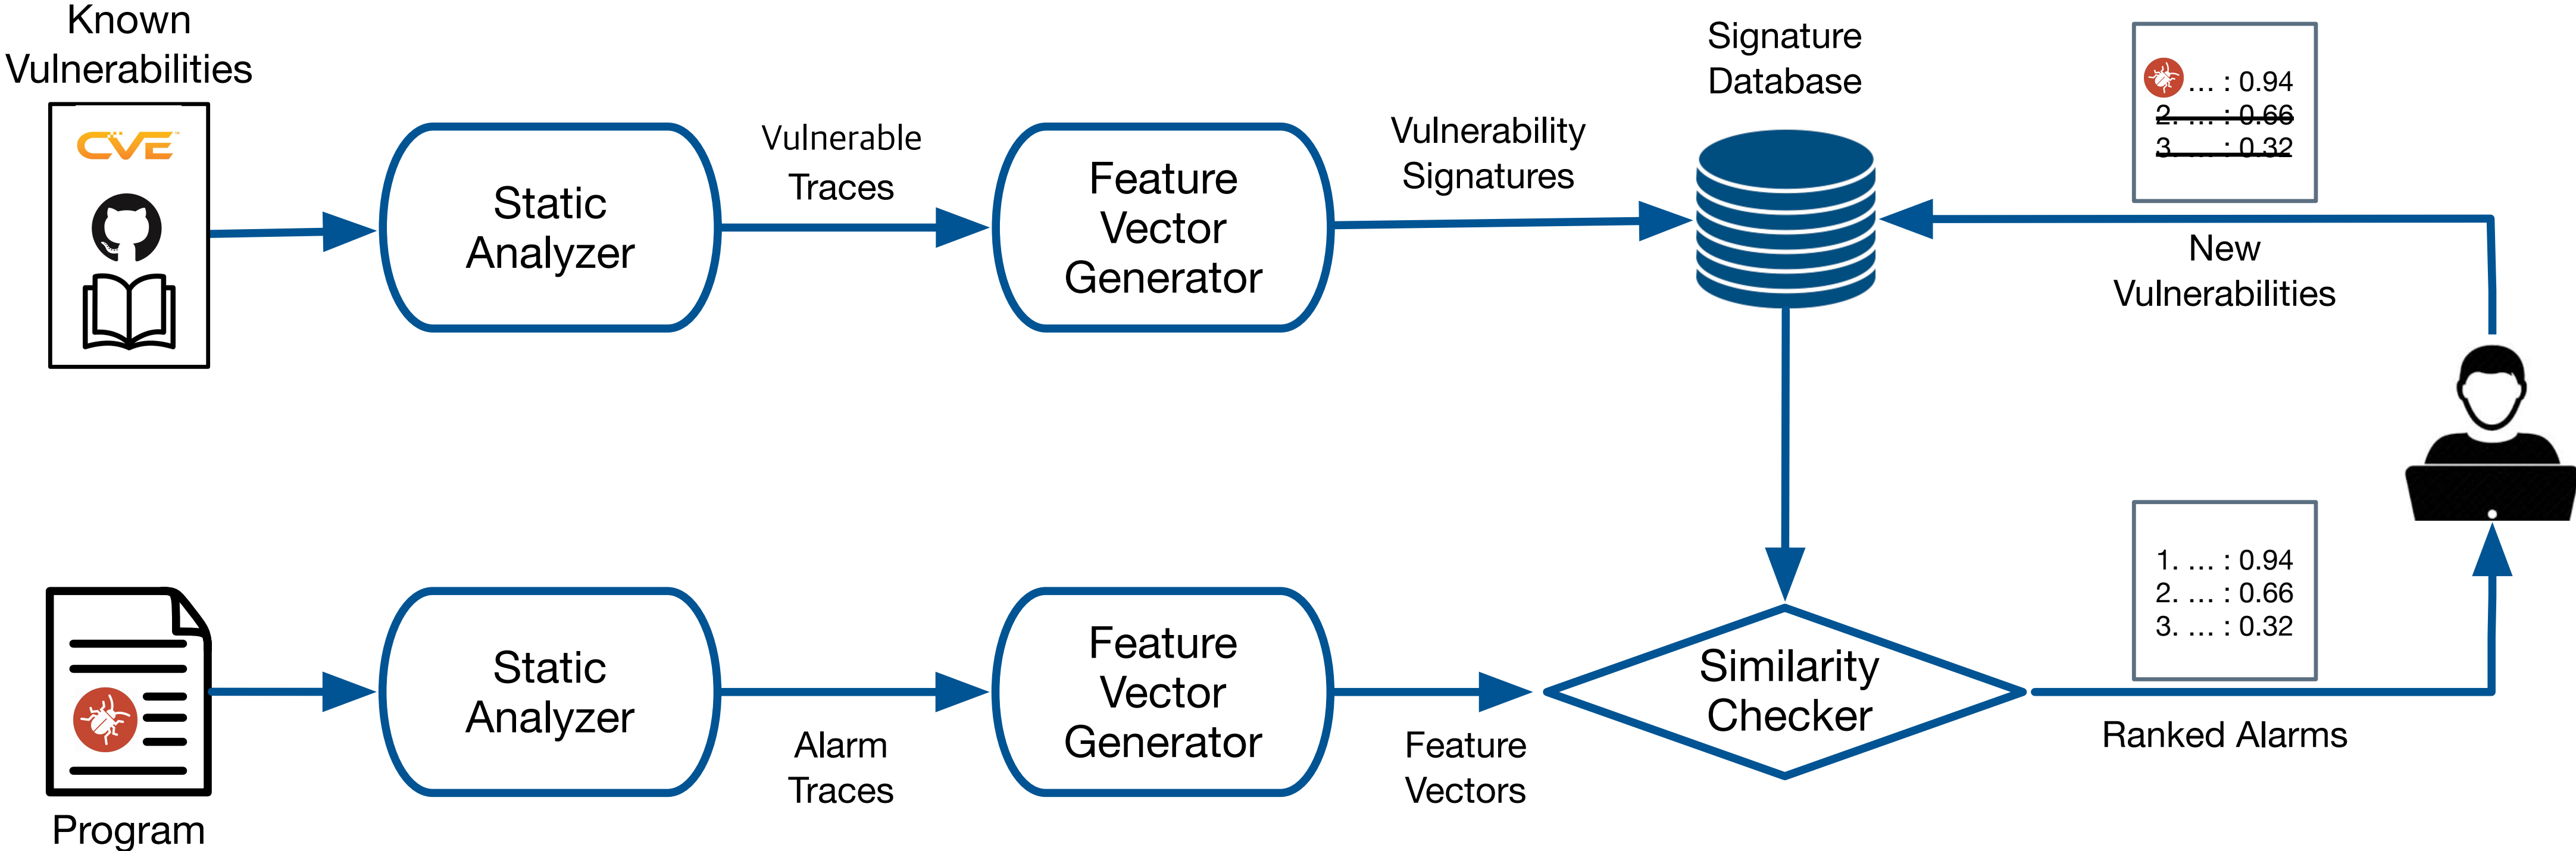 Known
Vulnerabilities
CVE
Static
Analyzer
Vulnerable
Traces
Feature
Vector
Generator
Vulnerability
Signatures
Signature
Database
... : 0.94
2. ... : 0.66
3. ... : 0.32
New
Vulnerabilities
Program
Static
Analyzer
Alarm
Traces
Feature
Vector
Generator
Feature
Vectors
Similarity
Checker
1. ... : 0.94
2. ... : 0.66
3. ... : 0.32
Ranked Alarms